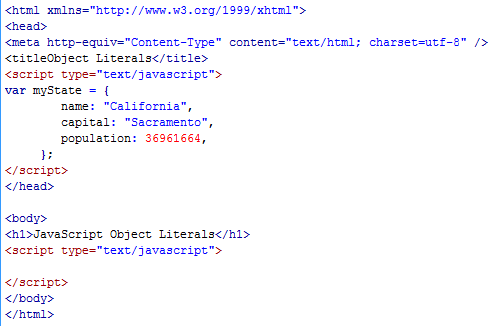 <html xmlns="http://www.w3.org/1999/xhtml">
<head>
<meta http-equiv="Content-Type" content="text/html; charset=utf-8" />
<titleObject Literals</title>
<script type="text/javascript">
var myState = {
name: "California",
capital: "Sacramento",
population: 36961664,
};
</script>
</head>
<body>
<h1>JavaScript Object Literals</h1>
<script type="text/javascript">
</script>
</body>
</html>